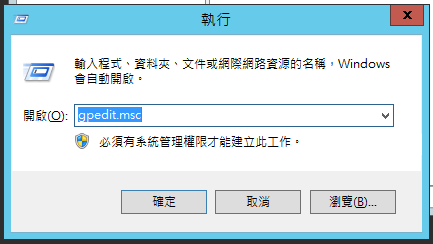 執行
輸入程式、資料夾、文件或網際網路資源的名稱，Windows
會自動開啟。
開啟(O): gpedit.msc
必須有系統管理權限才能建立此工作。
確定 取消 瀏覽(B)...